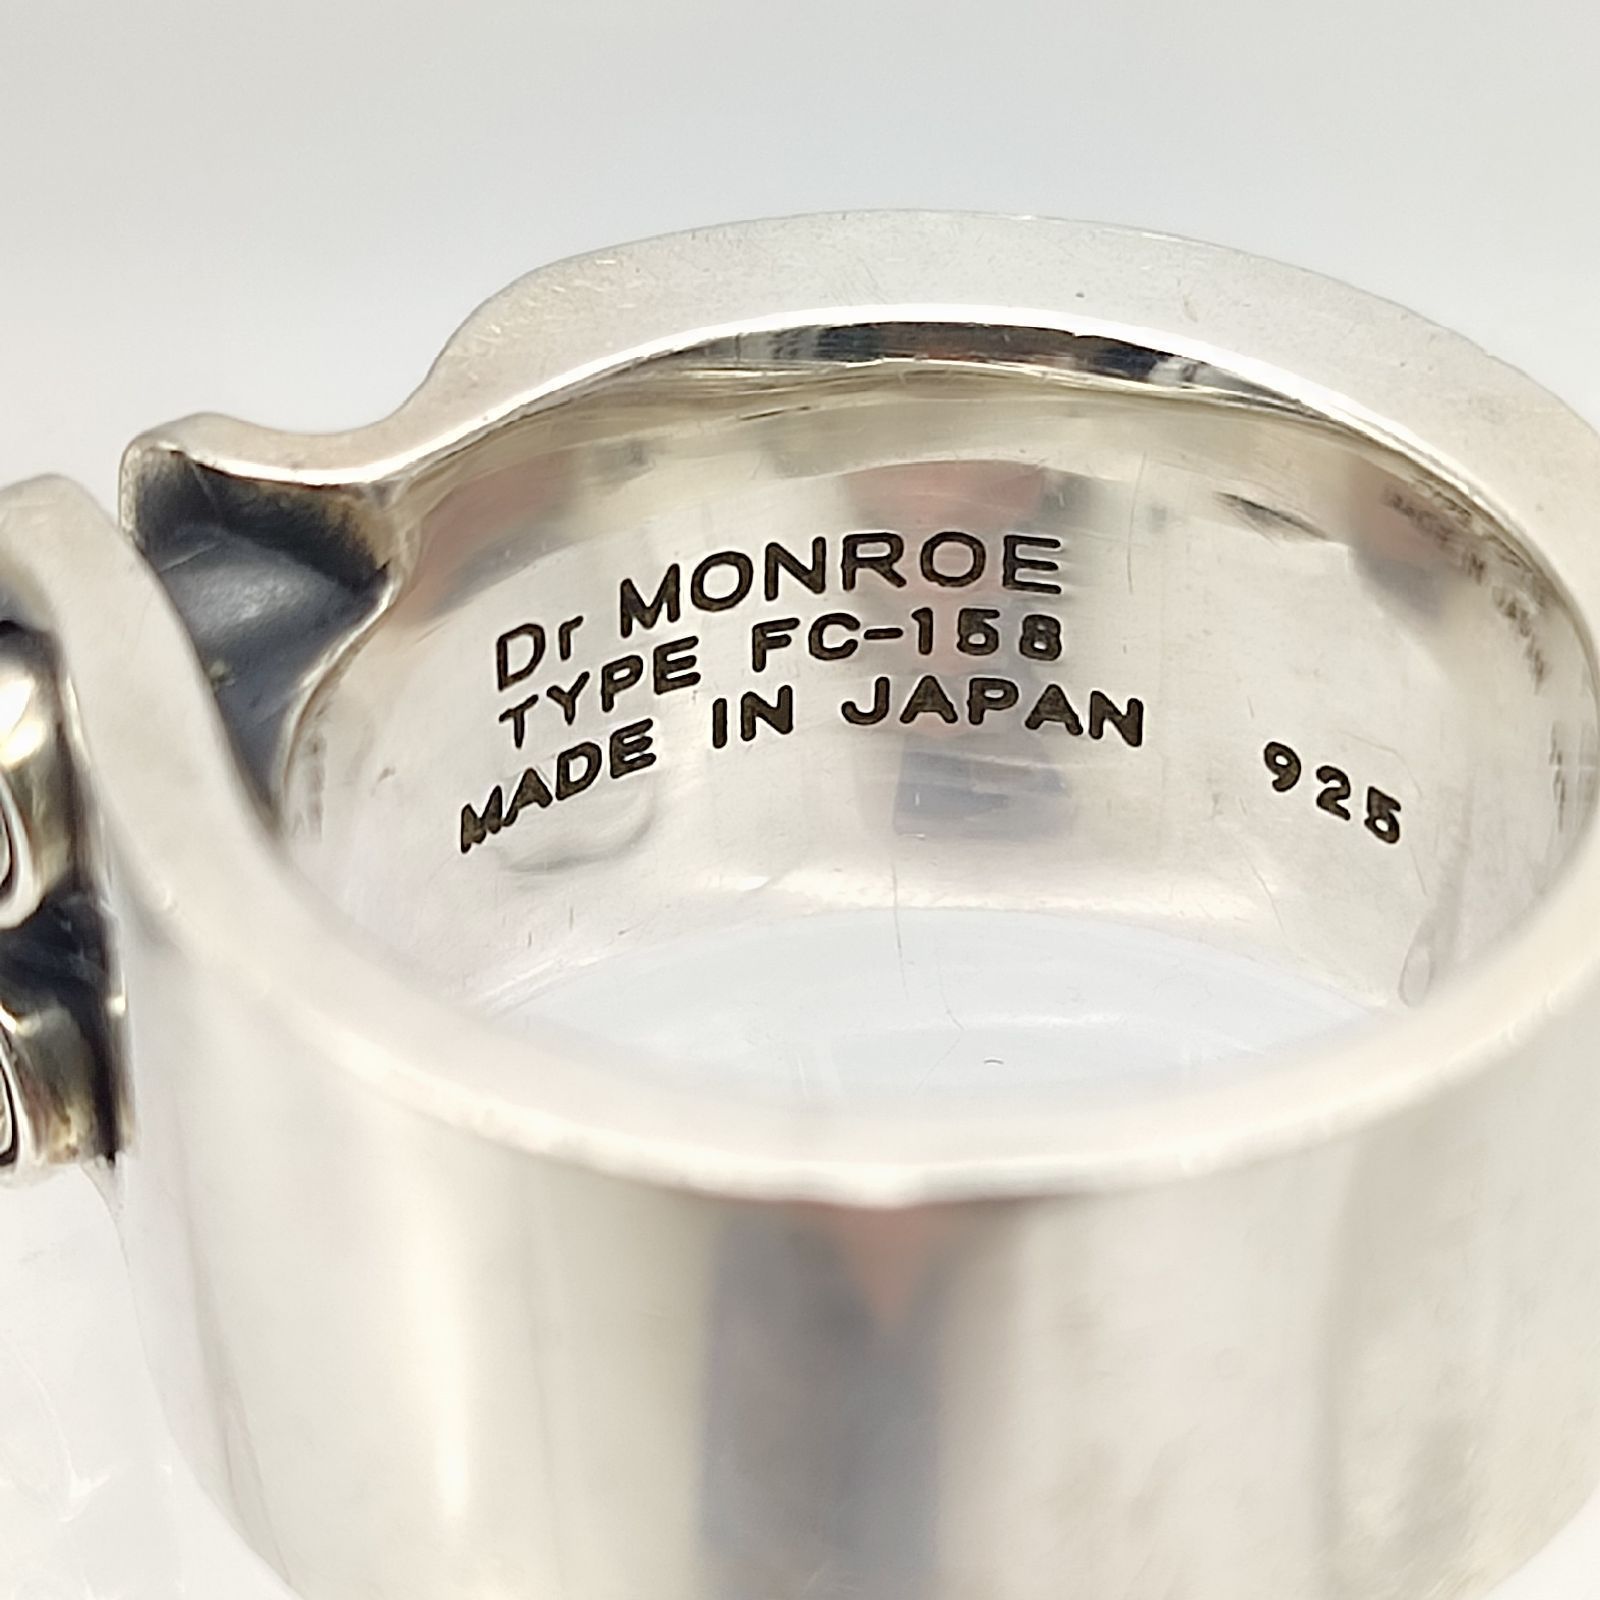 Dr MONROE
TYPE FC-158
MADE IN JAPAN
925